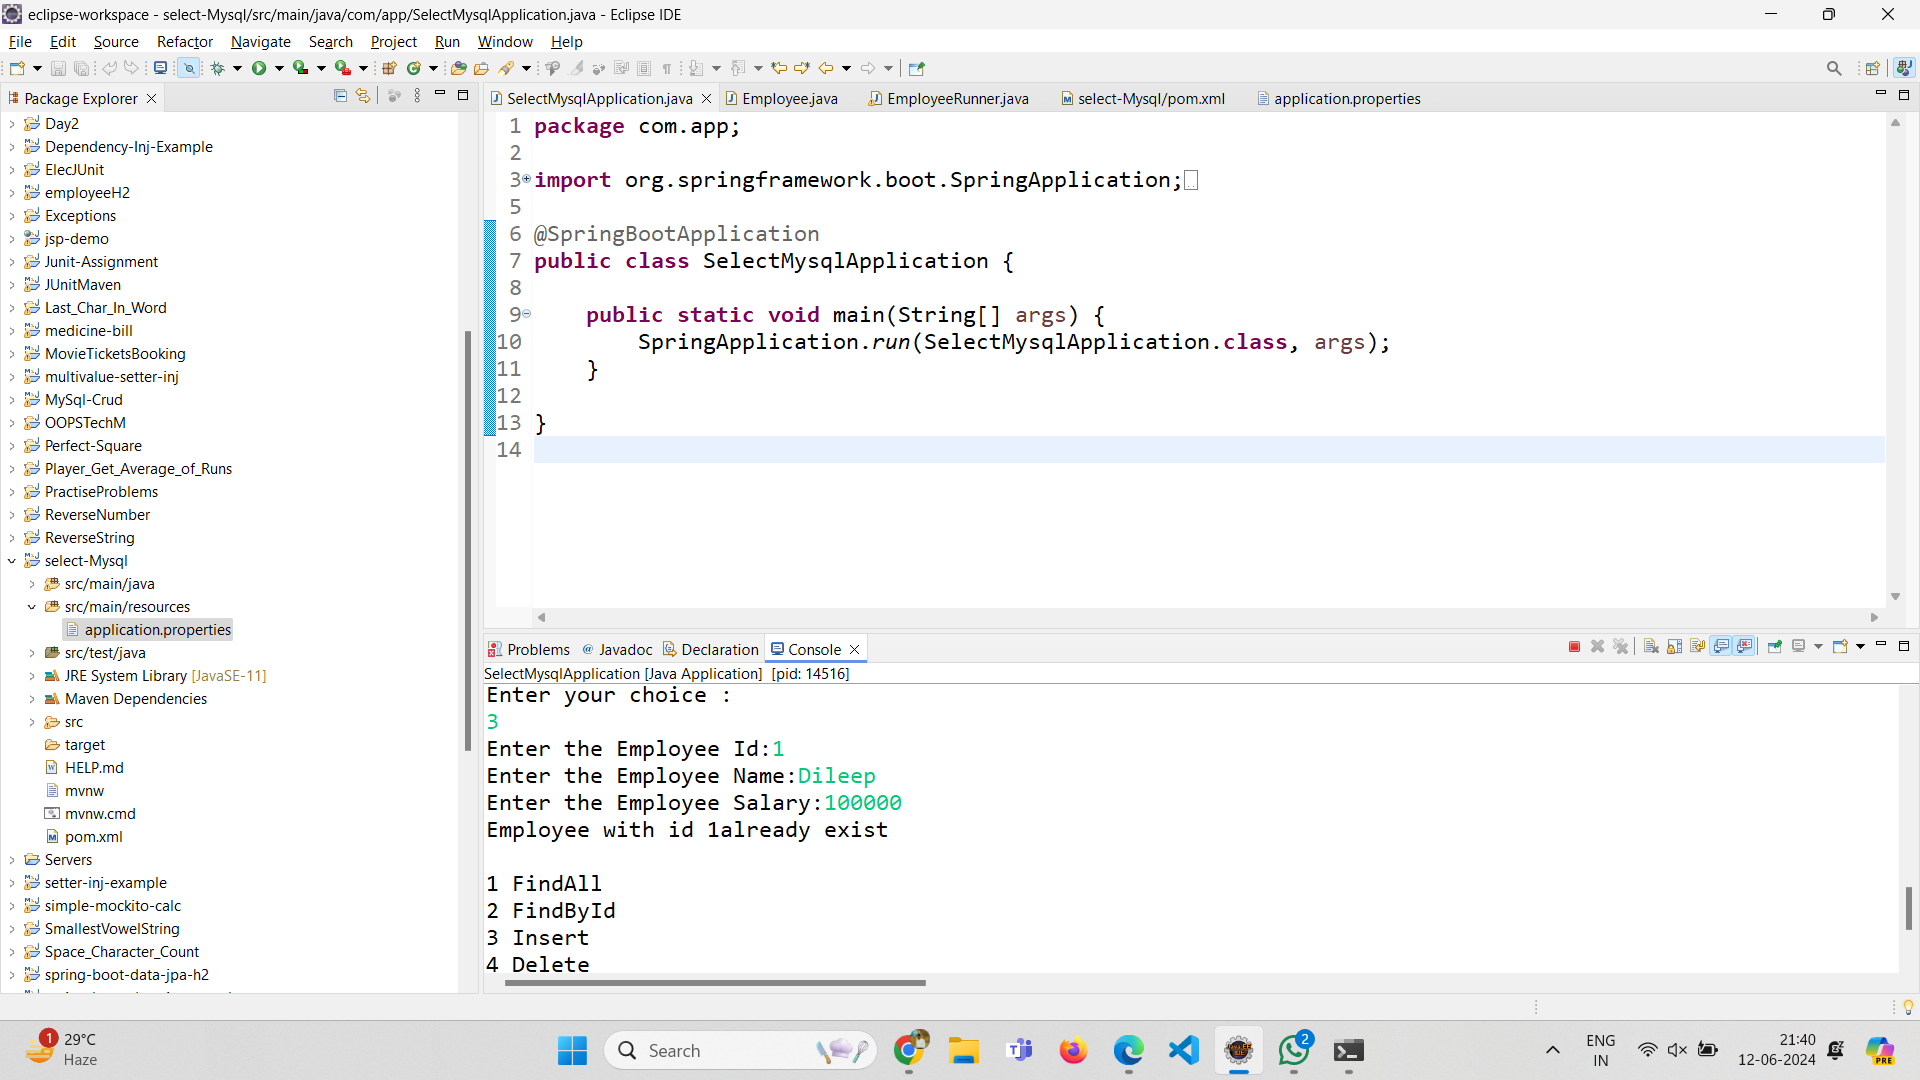 eclipse-workspace - select-Mysql/src/main/java/com/app/SelectMysqlApplication.java - Eclipse IDE
File Edit Source Refactor Navigate Search Project Run Window Help
Package Explorer
Day2
Dependency-Inj-Example
ElecJUnit
employeeH2
Exceptions
jsp-demo
Junit-Assignment
JUnitMaven
Last_Char_In_Word
medicine-bill
MovieTicketsBooking
multivalue-setter-inj
MySql-Crud
OOPSTechM
Perfect-Square
Player_Get_Average_of_Runs
PractiseProblems
ReverseNumber
ReverseString
select-Mysql
src/main/java
src/main/resources
application.properties
src/test/java
JRE System Library [JavaSE-11]
Maven Dependencies
src
target
HELP.md
mvnw
mvnw.cmd
pom.xml
Servers
setter-inj-example
simple-mockito-calc
SmallestVowelString
Space_Character_Count
spring-boot-data-jpa-h2
SelectMysqlApplication.java Employee.java EmployeeRunner.java select-Mysql/pom.xml application.properties
1 package com.app;
2
3 import org.springframework.boot.SpringApplication;
5
6 @SpringBootApplication
7 public class SelectMysqlApplication {
8
9 public static void main(String[] args) {
10 SpringApplication.run(SelectMysqlApplication.class, args);
11 }
12
13 }
14
Problems @ Javadoc Declaration Console
SelectMysqlApplication [Java Application] [pid: 14516]
Enter your choice :
3
Enter the Employee Id:1
Enter the Employee Name:Dileep
Enter the Employee Salary:100000
Employee with id 1already exist
1 FindAll
2 FindById
3 Insert
4 Delete
1
29°C
Haze
Search
2
ENG
IN
21:40
12-06-2024
PRE